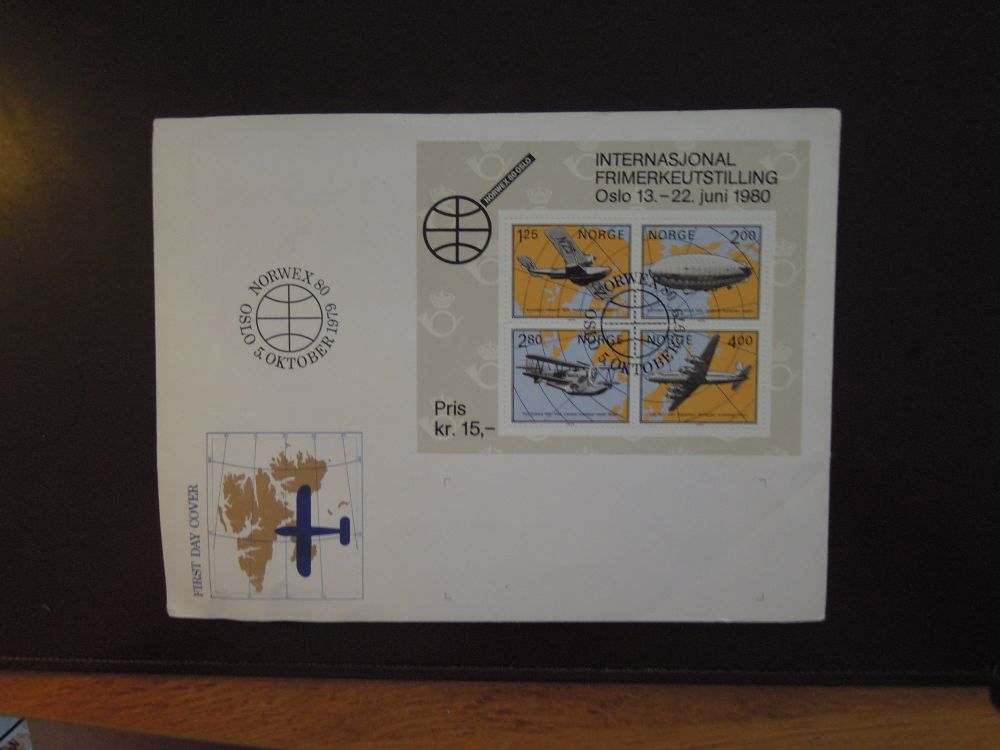 NORWEX 80 OSLO
INTERNASJONAL
FRIMERKEUTSTILLING
Oslo 13.–22. juni 1980
1.25 NORGE
NORGE 2.00
2.80 NORGE
NORGE 4.00
OSLO NORWEX 80
5. OKTOBER 1979
Pris
kr. 15,–
OSLO NORWEX 80
5. OKTOBER 1979
FIRST DAY COVER